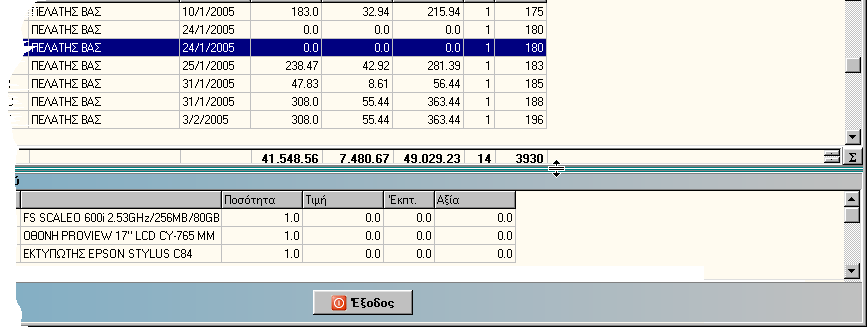 ΠΕΛΑΤΗΣ ΒΑΣ 10/1/2005 183.0 32.94 215.94 1 175
ΠΕΛΑΤΗΣ ΒΑΣ 24/1/2005 0.0 0.0 0.0 1 180
ΠΕΛΑΤΗΣ ΒΑΣ 24/1/2005 0.0 0.0 0.0 1 180
ΠΕΛΑΤΗΣ ΒΑΣ 25/1/2005 238.47 42.92 281.39 1 183
ΠΕΛΑΤΗΣ ΒΑΣ 31/1/2005 47.83 8.61 56.44 1 185
ΠΕΛΑΤΗΣ ΒΑΣ 31/1/2005 308.0 55.44 363.44 1 188
ΠΕΛΑΤΗΣ ΒΑΣ 3/2/2005 308.0 55.44 363.44 1 196
41.548.56 7.480.67 49.029.23 14 3930 Σ
Ποσότητα Τιμή Έκπτ. Αξία
FS SCALEO 600i 2.53GHz/256MB/80GB 1.0 0.0 0.0 0.0
ΟΘΟΝΗ PROVIEW 17'' LCD CY-765 MM 1.0 0.0 0.0 0.0
ΕΚΤΥΠΩΤΗΣ EPSON STYLUS C84 1.0 0.0 0.0 0.0
Έξοδος